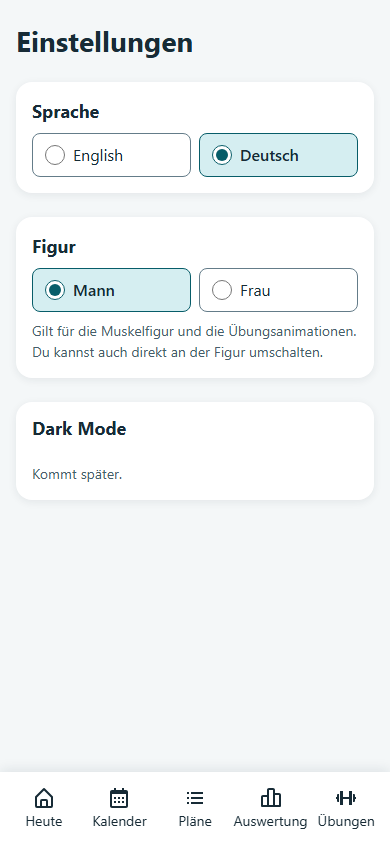 Einstellungen
Sprache
English
Deutsch
Figur
Mann
Frau
Gilt für die Muskelfigur und die Übungsanimationen.
Du kannst auch direkt an der Figur umschalten.
Dark Mode
Kommt später.
Heute
Kalender
Pläne
Auswertung
Übungen